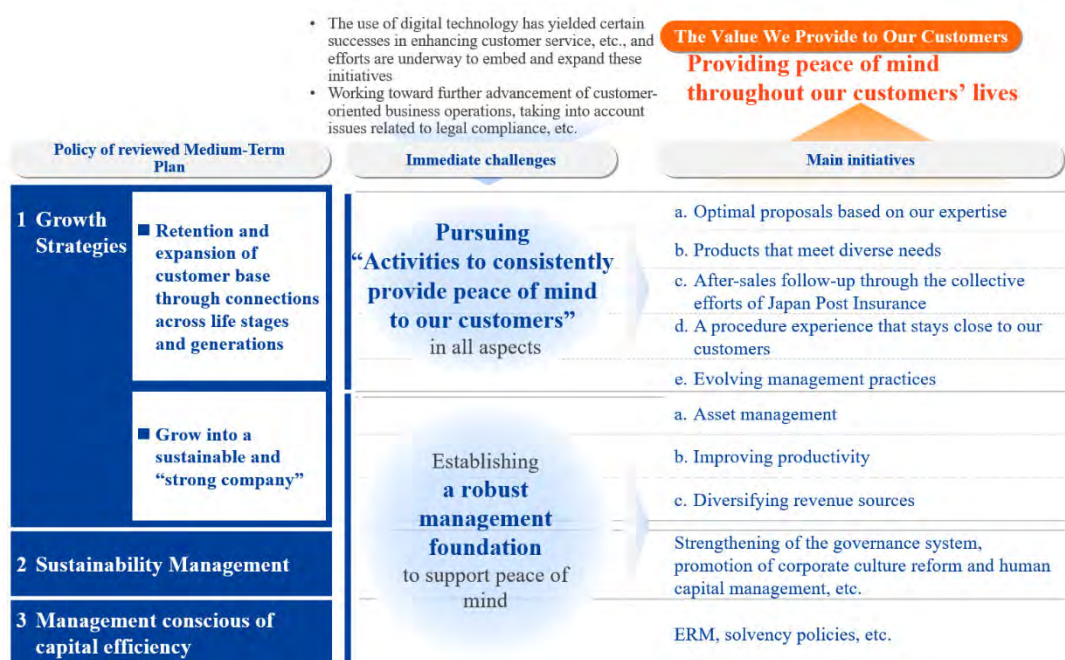 • The use of digital technology has yielded certain
successes in enhancing customer service, etc., and
efforts are underway to embed and expand these
initiatives
• Working toward further advancement of customer-
oriented business operations, taking into account
issues related to legal compliance, etc.
The Value We Provide to Our Customers
Providing peace of mind
throughout our customers' lives
Policy of reviewed Medium-Term
Plan
Immediate challenges
Main initiatives
1 Growth
Strategies
■ Retention and
expansion of
customer base
through connections
across life stages
and generations
■ Grow into a
sustainable and
“strong company”
2 Sustainability Management
3 Management conscious of
capital efficiency
Pursuing
“Activities to consistently
provide peace of mind
to our customers”
in all aspects
Establishing
a robust
management
foundation
to support peace of
mind
a. Optimal proposals based on our expertise
b. Products that meet diverse needs
c. After-sales follow-up through the collective
efforts of Japan Post Insurance
d. A procedure experience that stays close to our
customers
e. Evolving management practices
a. Asset management
b. Improving productivity
c. Diversifying revenue sources
Strengthening of the governance system,
promotion of corporate culture reform and human
capital management, etc.
ERM, solvency policies, etc.